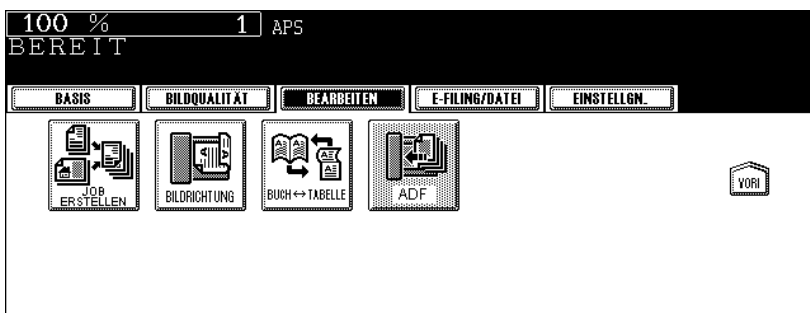 100 % 1 APS
BEREIT
BASIS BILDQUALITÄT BEARBEITEN E-FILING/DATEI EINSTELLGN.
JOB
ERSTELLEN
BILDRICHTUNG
BUCH ↔ TABELLE
ADF
VORI